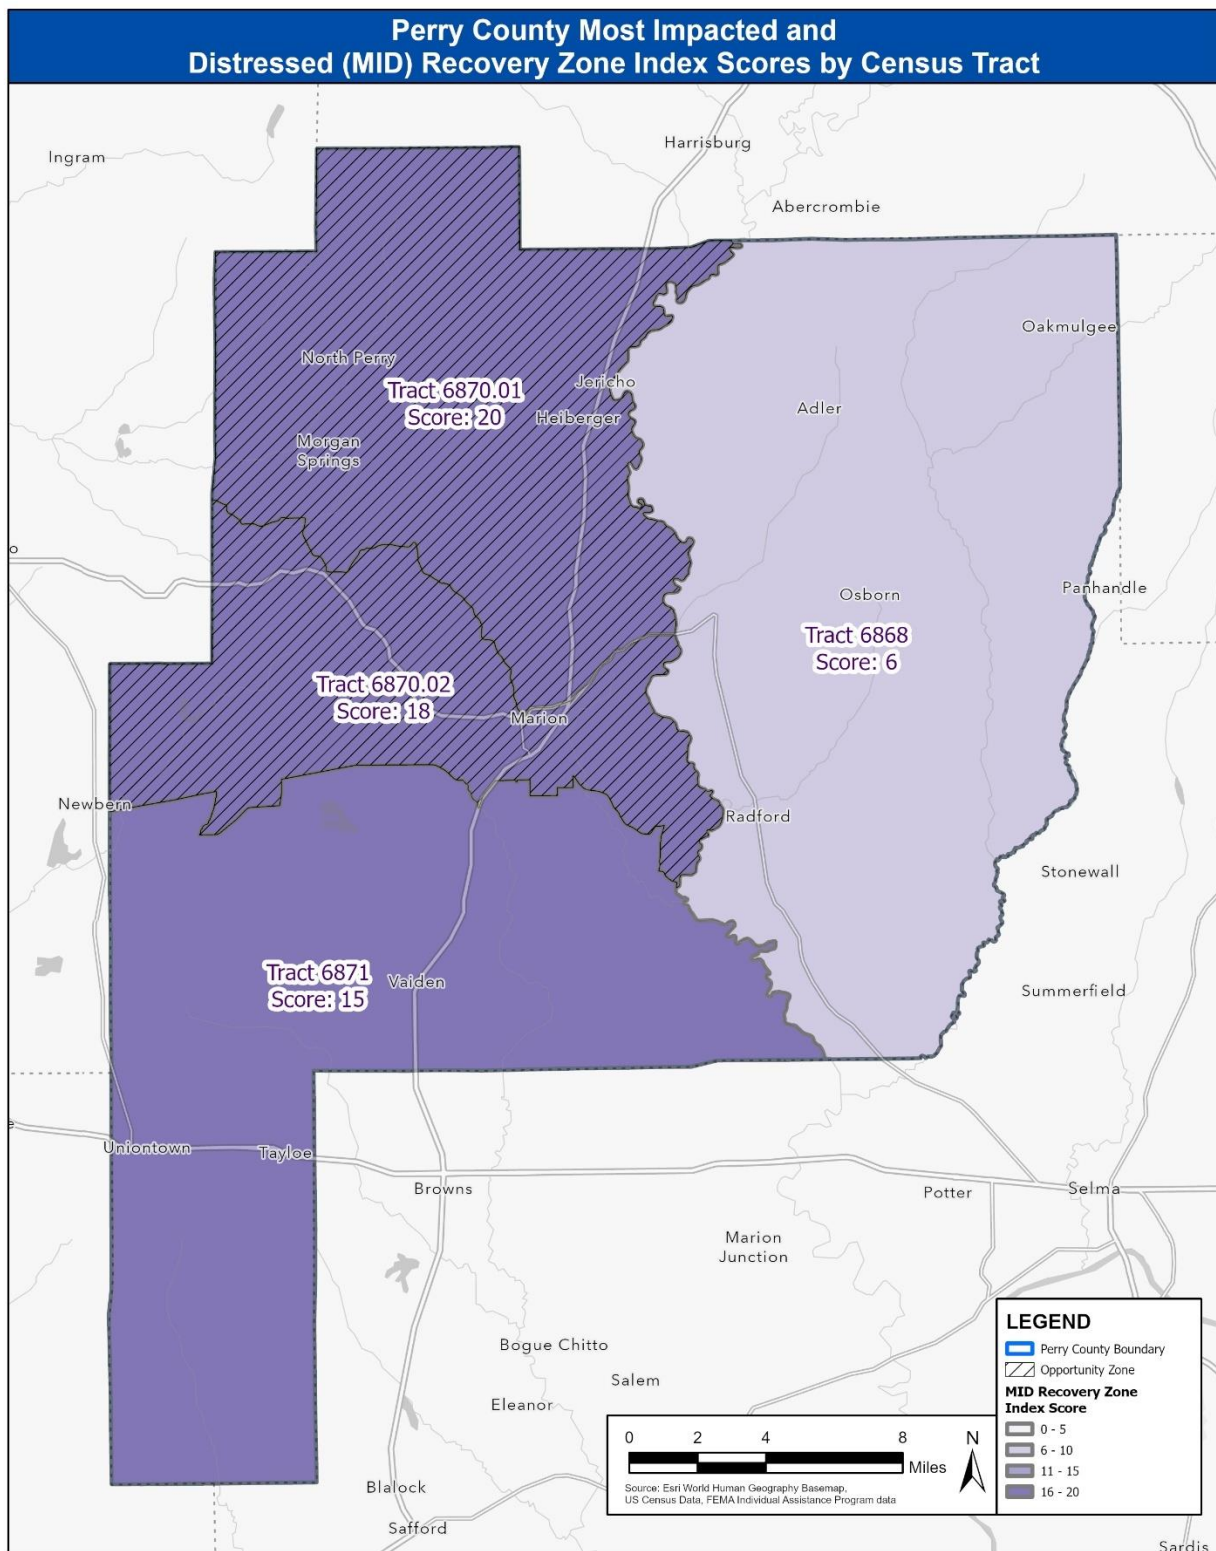 Perry County Most Impacted and
Distressed (MID) Recovery Zone Index Scores by Census Tract
Ingram
Harrisburg
Abercrombie
Oakmulgee
North Perry
Tract 6870.01
Score: 20
Jericho
Heiberger
Adler
Morgan
Springs
o
Osborn
Panhandle
Tract 6868
Score: 6
Tract 6870.02
Score: 18
Marion
Newbern
Radford
Stonewall
Tract 6871
Score: 15
Vaiden
Summerfield
e
Uniontown
Tayloe
Browns
Potter
Selma
Marion
Junction
Bogue Chitto
Salem
Eleanor
Blalock
Safford
Sardis
LEGEND
Perry County Boundary
Opportunity Zone
MID Recovery Zone
Index Score
0 - 5
6 - 10
11 - 15
16 - 20
0 2 4 8
Miles
N
Source: Esri World Human Geography Basemap,
US Census Data, FEMA Individual Assistance Program data